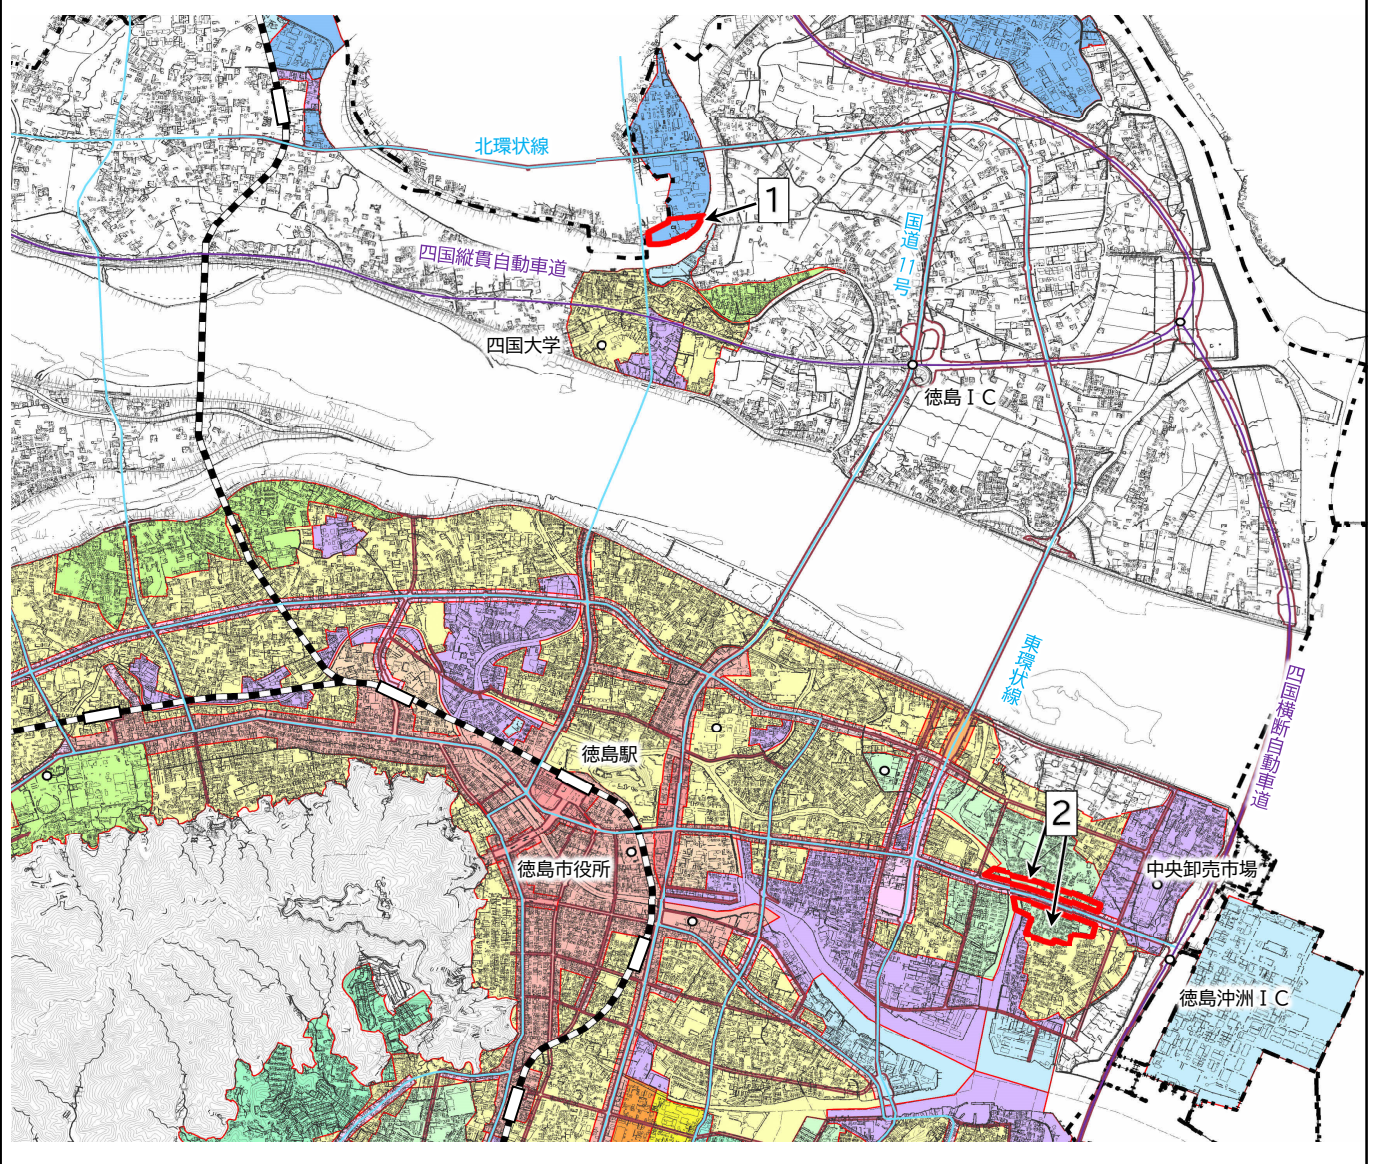 北環状線
1
国道11号
四国縦貫自動車道
四国大学
徳島IC
東環状線
四国横断自動車道
徳島駅
2
徳島市役所
中央卸売市場
徳島沖洲IC